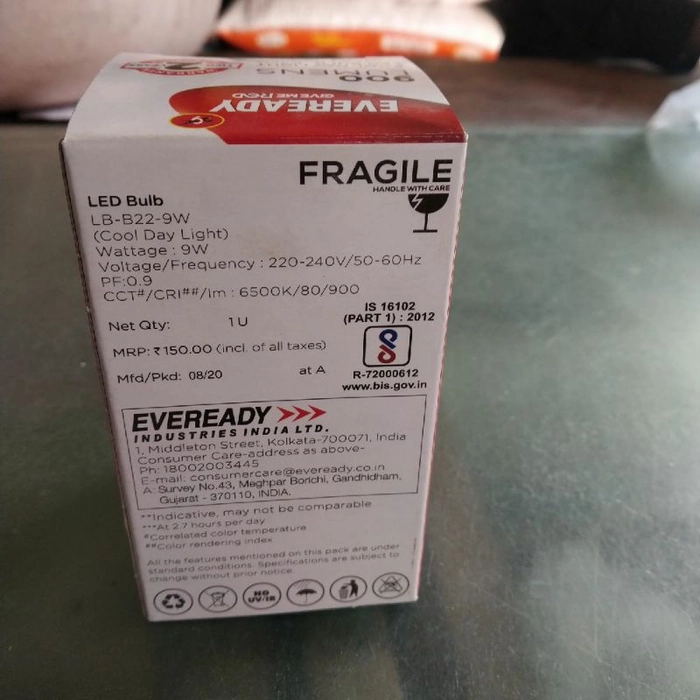 900
LUMENS
EVEREADY
GIVE ME RED
FRAGILE
HANDLE WITH CARE
LED Bulb
LB-B22-9W
(Cool Day Light)
Wattage : 9W
Voltage/Frequency : 220-240V/50-60Hz
PF:0.9
CCT#/CRI##/lm : 6500K/80/900
Net Qty: 1 U
MRP: ₹150.00 (incl. of all taxes)
Mfd/Pkd: 08/20 at A
IS 16102
(PART 1) : 2012
R-72000612
www.bis.gov.in
EVEREADY
INDUSTRIES INDIA LTD.
1, Middleton Street, Kolkata-700071, India
Consumer Care-address as above-
Ph: 18002003445
E-mail: consumercare@eveready.co.in
A: Survey No.43, Meghpar Borichi, Gandhidham,
Gujarat - 370110, INDIA.
**Indicative, may not be comparable
***At 2.7 hours per day
#Correlated color temperature
##Color rendering index
All the features mentioned on this pack are under
standard conditions. Specifications are subject to
change without prior notice.
NO
UV/IR